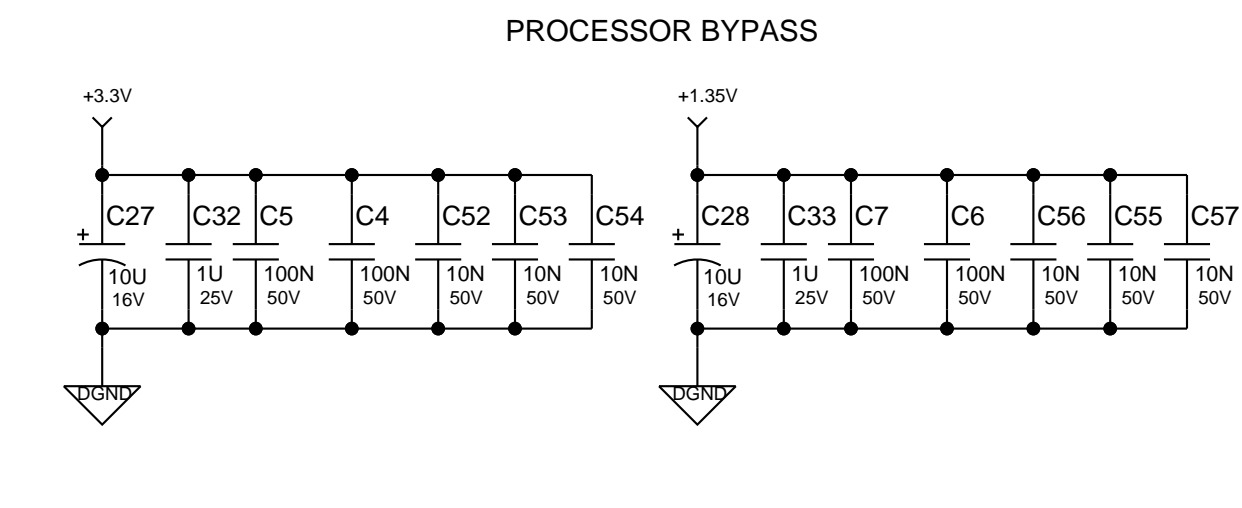 PROCESSOR BYPASS
+3.3V +1.35V
C27 C32 C5 C4 C52 C53 C54 C28 C33 C7 C6 C56 C55 C57
+ +
10U 1U 100N 100N 10N 10N 10N 10U 1U 100N 100N 10N 10N 10N
16V 25V 50V 50V 50V 50V 50V 16V 25V 50V 50V 50V 50V 50V
DGND DGND